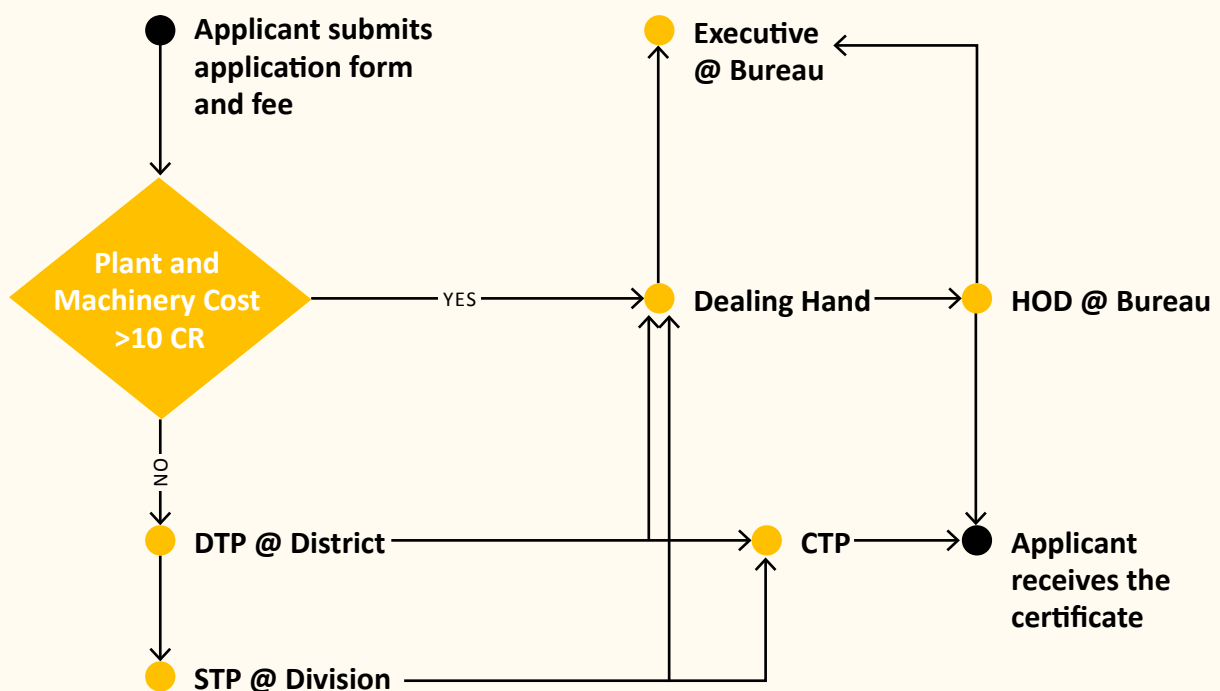 Applicant submits
application form
and fee
Executive
@ Bureau
Plant and
Machinery Cost
>10 CR
YES
Dealing Hand
HOD @ Bureau
NO
DTP @ District
CTP
Applicant
receives the
certificate
STP @ Division